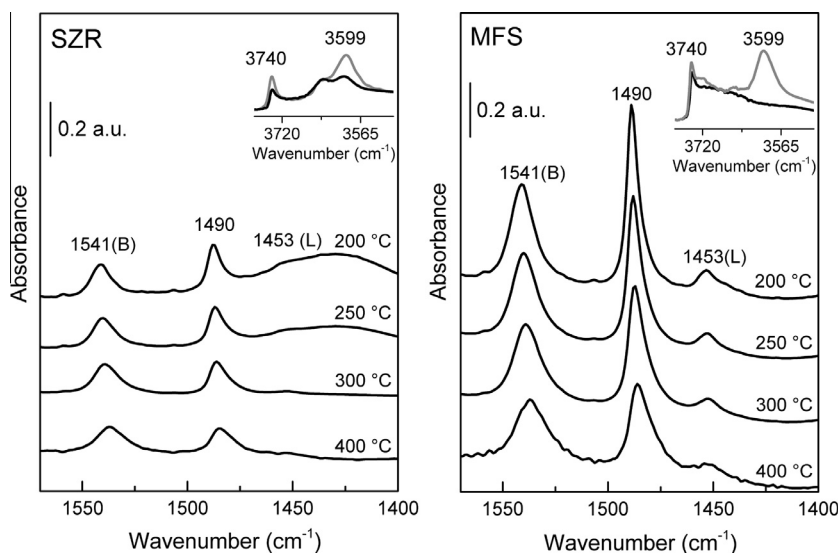 SZR
3740
3599
3720
3565
Wavenumber (cm⁻¹)
0.2 a.u.
1541(B)
1490
1453 (L)
200 °C
250 °C
300 °C
400 °C
Absorbance
1550
1500
1450
1400
Wavenumber (cm⁻¹)
MFS
3740
3599
3720
3565
Wavenumber (cm⁻¹)
0.2 a.u.
1490
1541(B)
1453(L)
200 °C
250 °C
300 °C
400 °C
Absorbance
1550
1500
1450
1400
Wavenumber (cm⁻¹)